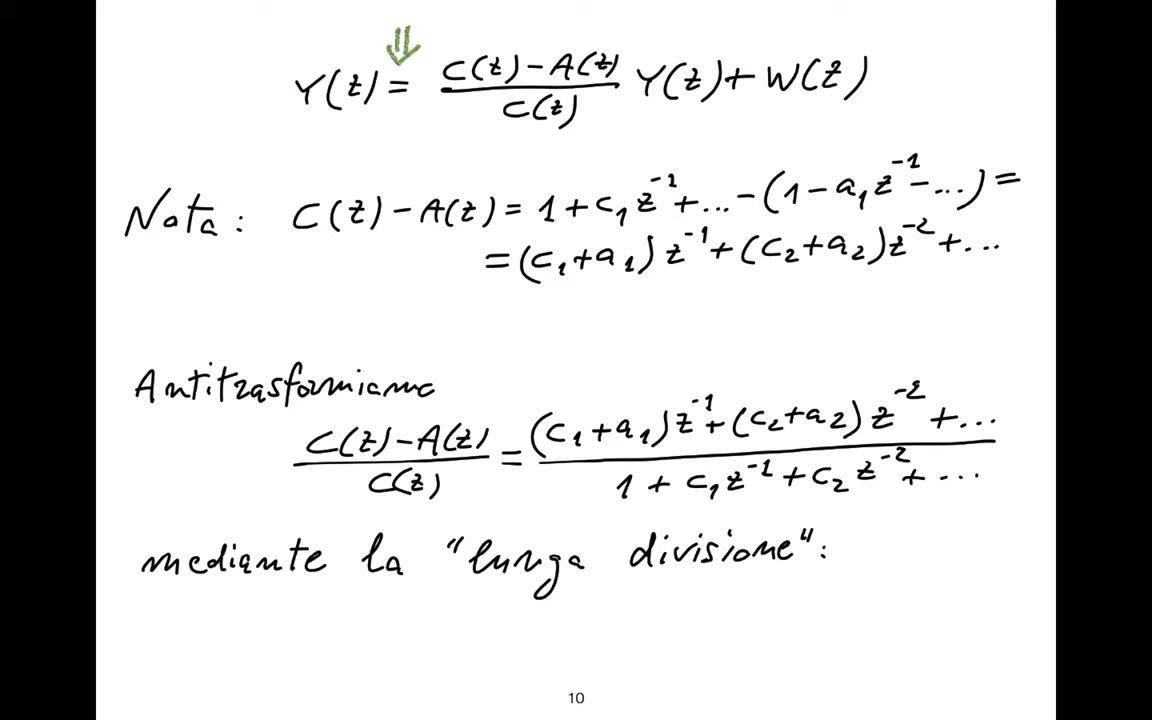 ⇓
Y(z) = (C(z) - A(z))/C(z) Y(z) + W(z)
Nota: C(z) - A(z) = 1 + c₁z⁻¹ + ... - (1 - a₁z⁻¹ - ...) =
= (c₁ + a₁)z⁻¹ + (c₂ + a₂)z⁻² + ...
Antitrasformiamo
(C(z) - A(z))/C(z) = ((c₁ + a₁)z⁻¹ + (c₂ + a₂)z⁻² + ...)/(1 + c₁z⁻¹ + c₂z⁻² + ...)
mediante la "lunga divisione":
10